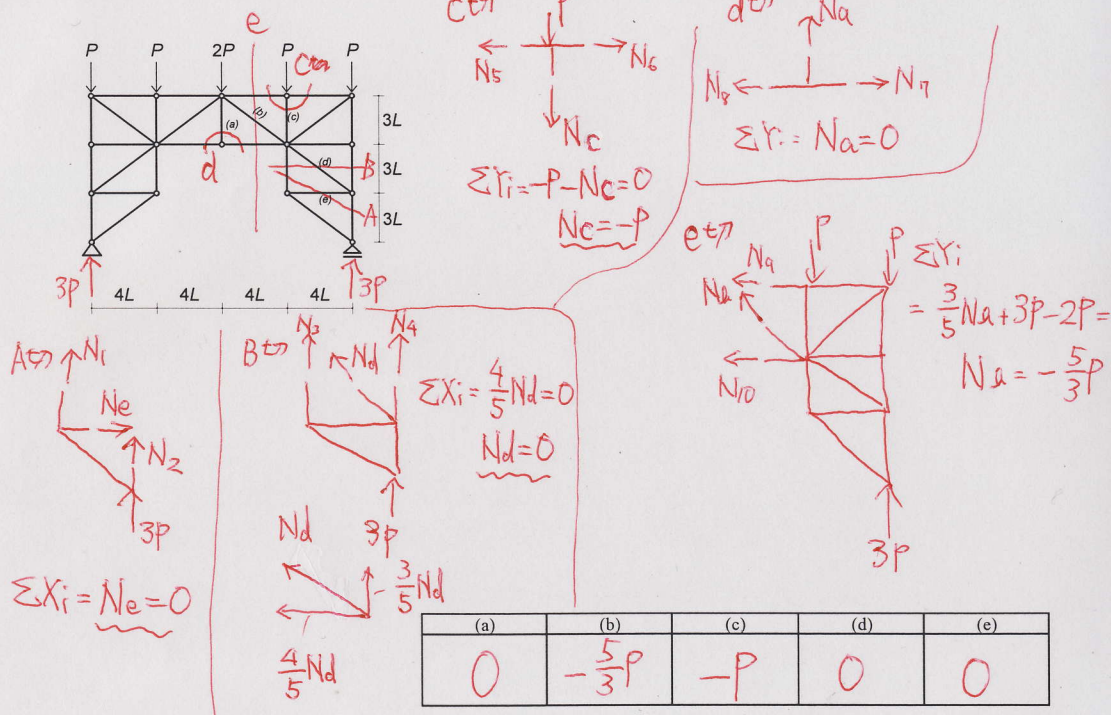 e
P P 2P P P
Cth
(a) (b) (c) (d) (e)
d
B
A
3L
3L
3L
3P 3P
4L 4L 4L 4L
P
N5 N6
Nc
ΣYi=-P-Nc=0
Nc=-P
Na
N8 N7
ΣYi=Na=0
P P
Na
Na
N10
3P
ΣYi
= 3/5Na+3P-2P=
Na=-5/3P
N1
Ne
N2
3P
ΣXi=Ne=0
N3 N4
Nd
3P
ΣXi=4/5Nd=0
Nd=0
Nd
3/5Nd
4/5Nd
(a) (b) (c) (d) (e)
0 -5/3P -P 0 0